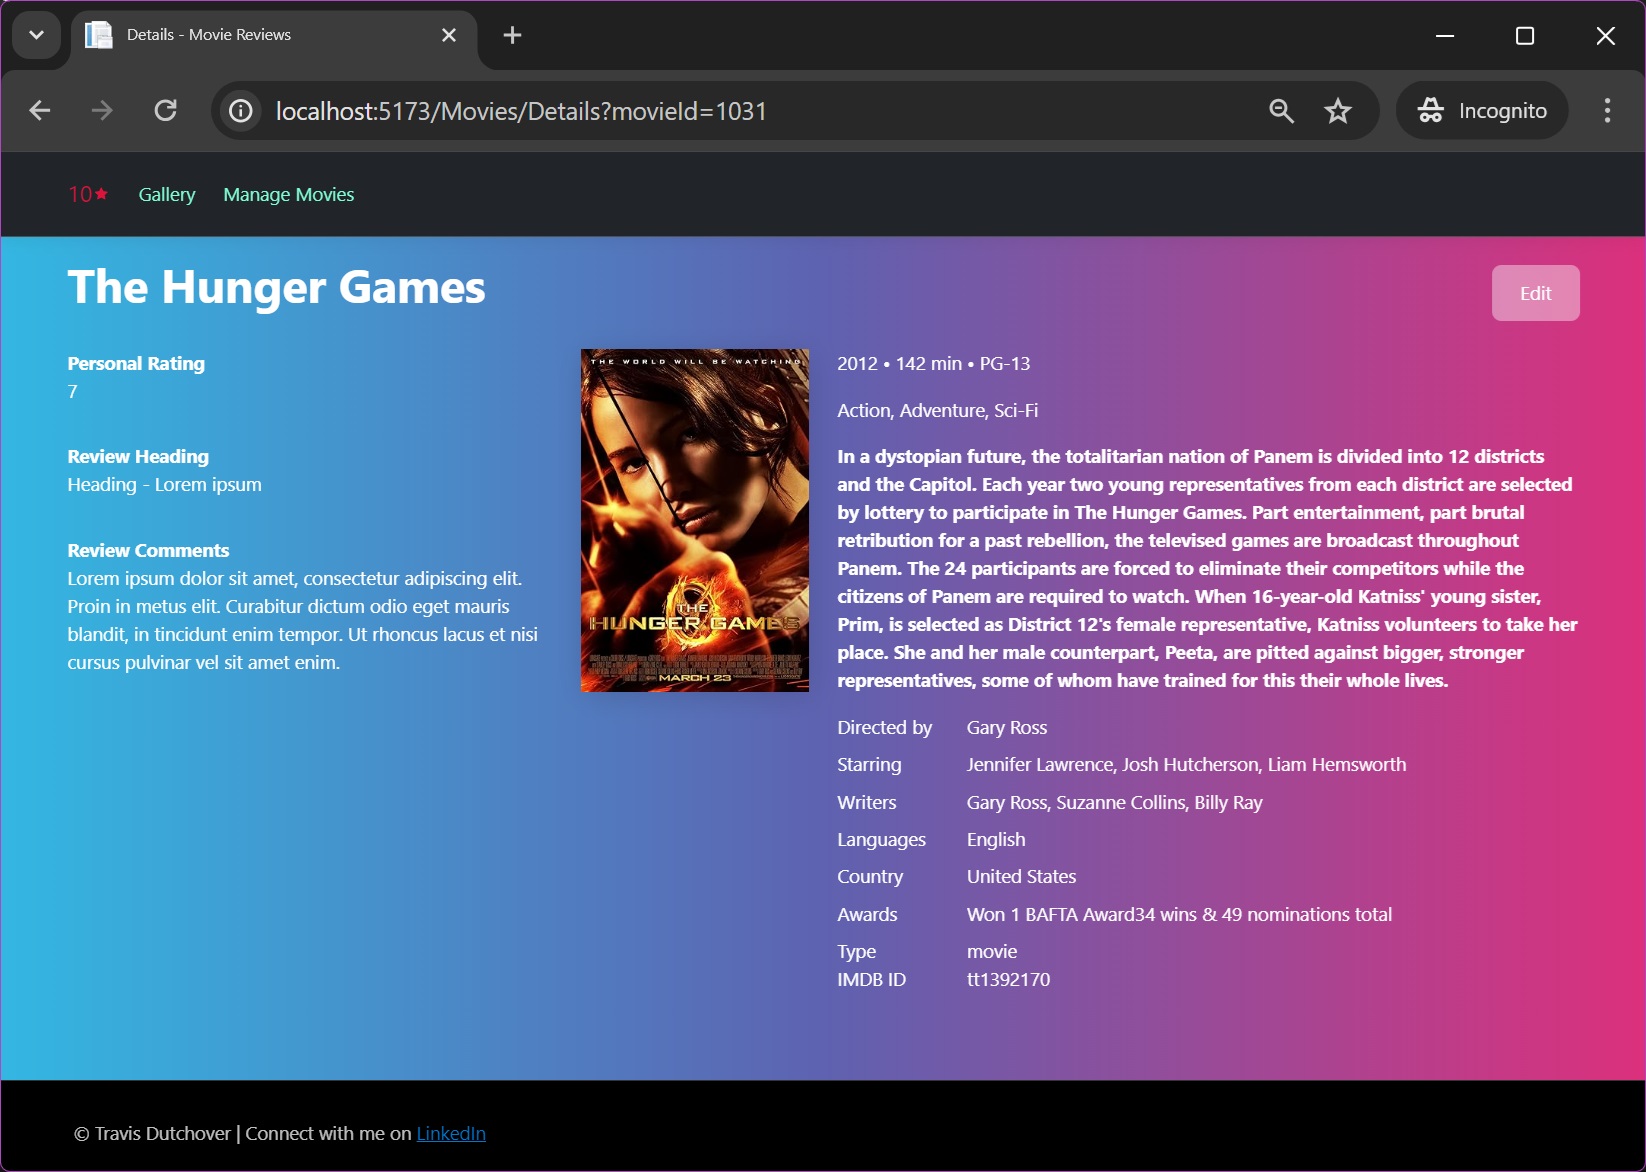 Details - Movie Reviews
localhost:5173/Movies/Details?movieId=1031
Incognito
10★
Gallery
Manage Movies
The Hunger Games
Edit
Personal Rating
7
Review Heading
Heading - Lorem ipsum
Review Comments
Lorem ipsum dolor sit amet, consectetur adipiscing elit.
Proin in metus elit. Curabitur dictum odio eget mauris
blandit, in tincidunt enim tempor. Ut rhoncus lacus et nisi
cursus pulvinar vel sit amet enim.
THE WORLD WILL BE WATCHING
THE
HUNGER GAMES
MARCH 23
2012 • 142 min • PG-13
Action, Adventure, Sci-Fi
In a dystopian future, the totalitarian nation of Panem is divided into 12 districts
and the Capitol. Each year two young representatives from each district are selected
by lottery to participate in The Hunger Games. Part entertainment, part brutal
retribution for a past rebellion, the televised games are broadcast throughout
Panem. The 24 participants are forced to eliminate their competitors while the
citizens of Panem are required to watch. When 16-year-old Katniss' young sister,
Prim, is selected as District 12's female representative, Katniss volunteers to take her
place. She and her male counterpart, Peeta, are pitted against bigger, stronger
representatives, some of whom have trained for this their whole lives.
Directed by Gary Ross
Starring Jennifer Lawrence, Josh Hutcherson, Liam Hemsworth
Writers Gary Ross, Suzanne Collins, Billy Ray
Languages English
Country United States
Awards Won 1 BAFTA Award34 wins & 49 nominations total
Type movie
IMDB ID tt1392170
© Travis Dutchover | Connect with me on LinkedIn